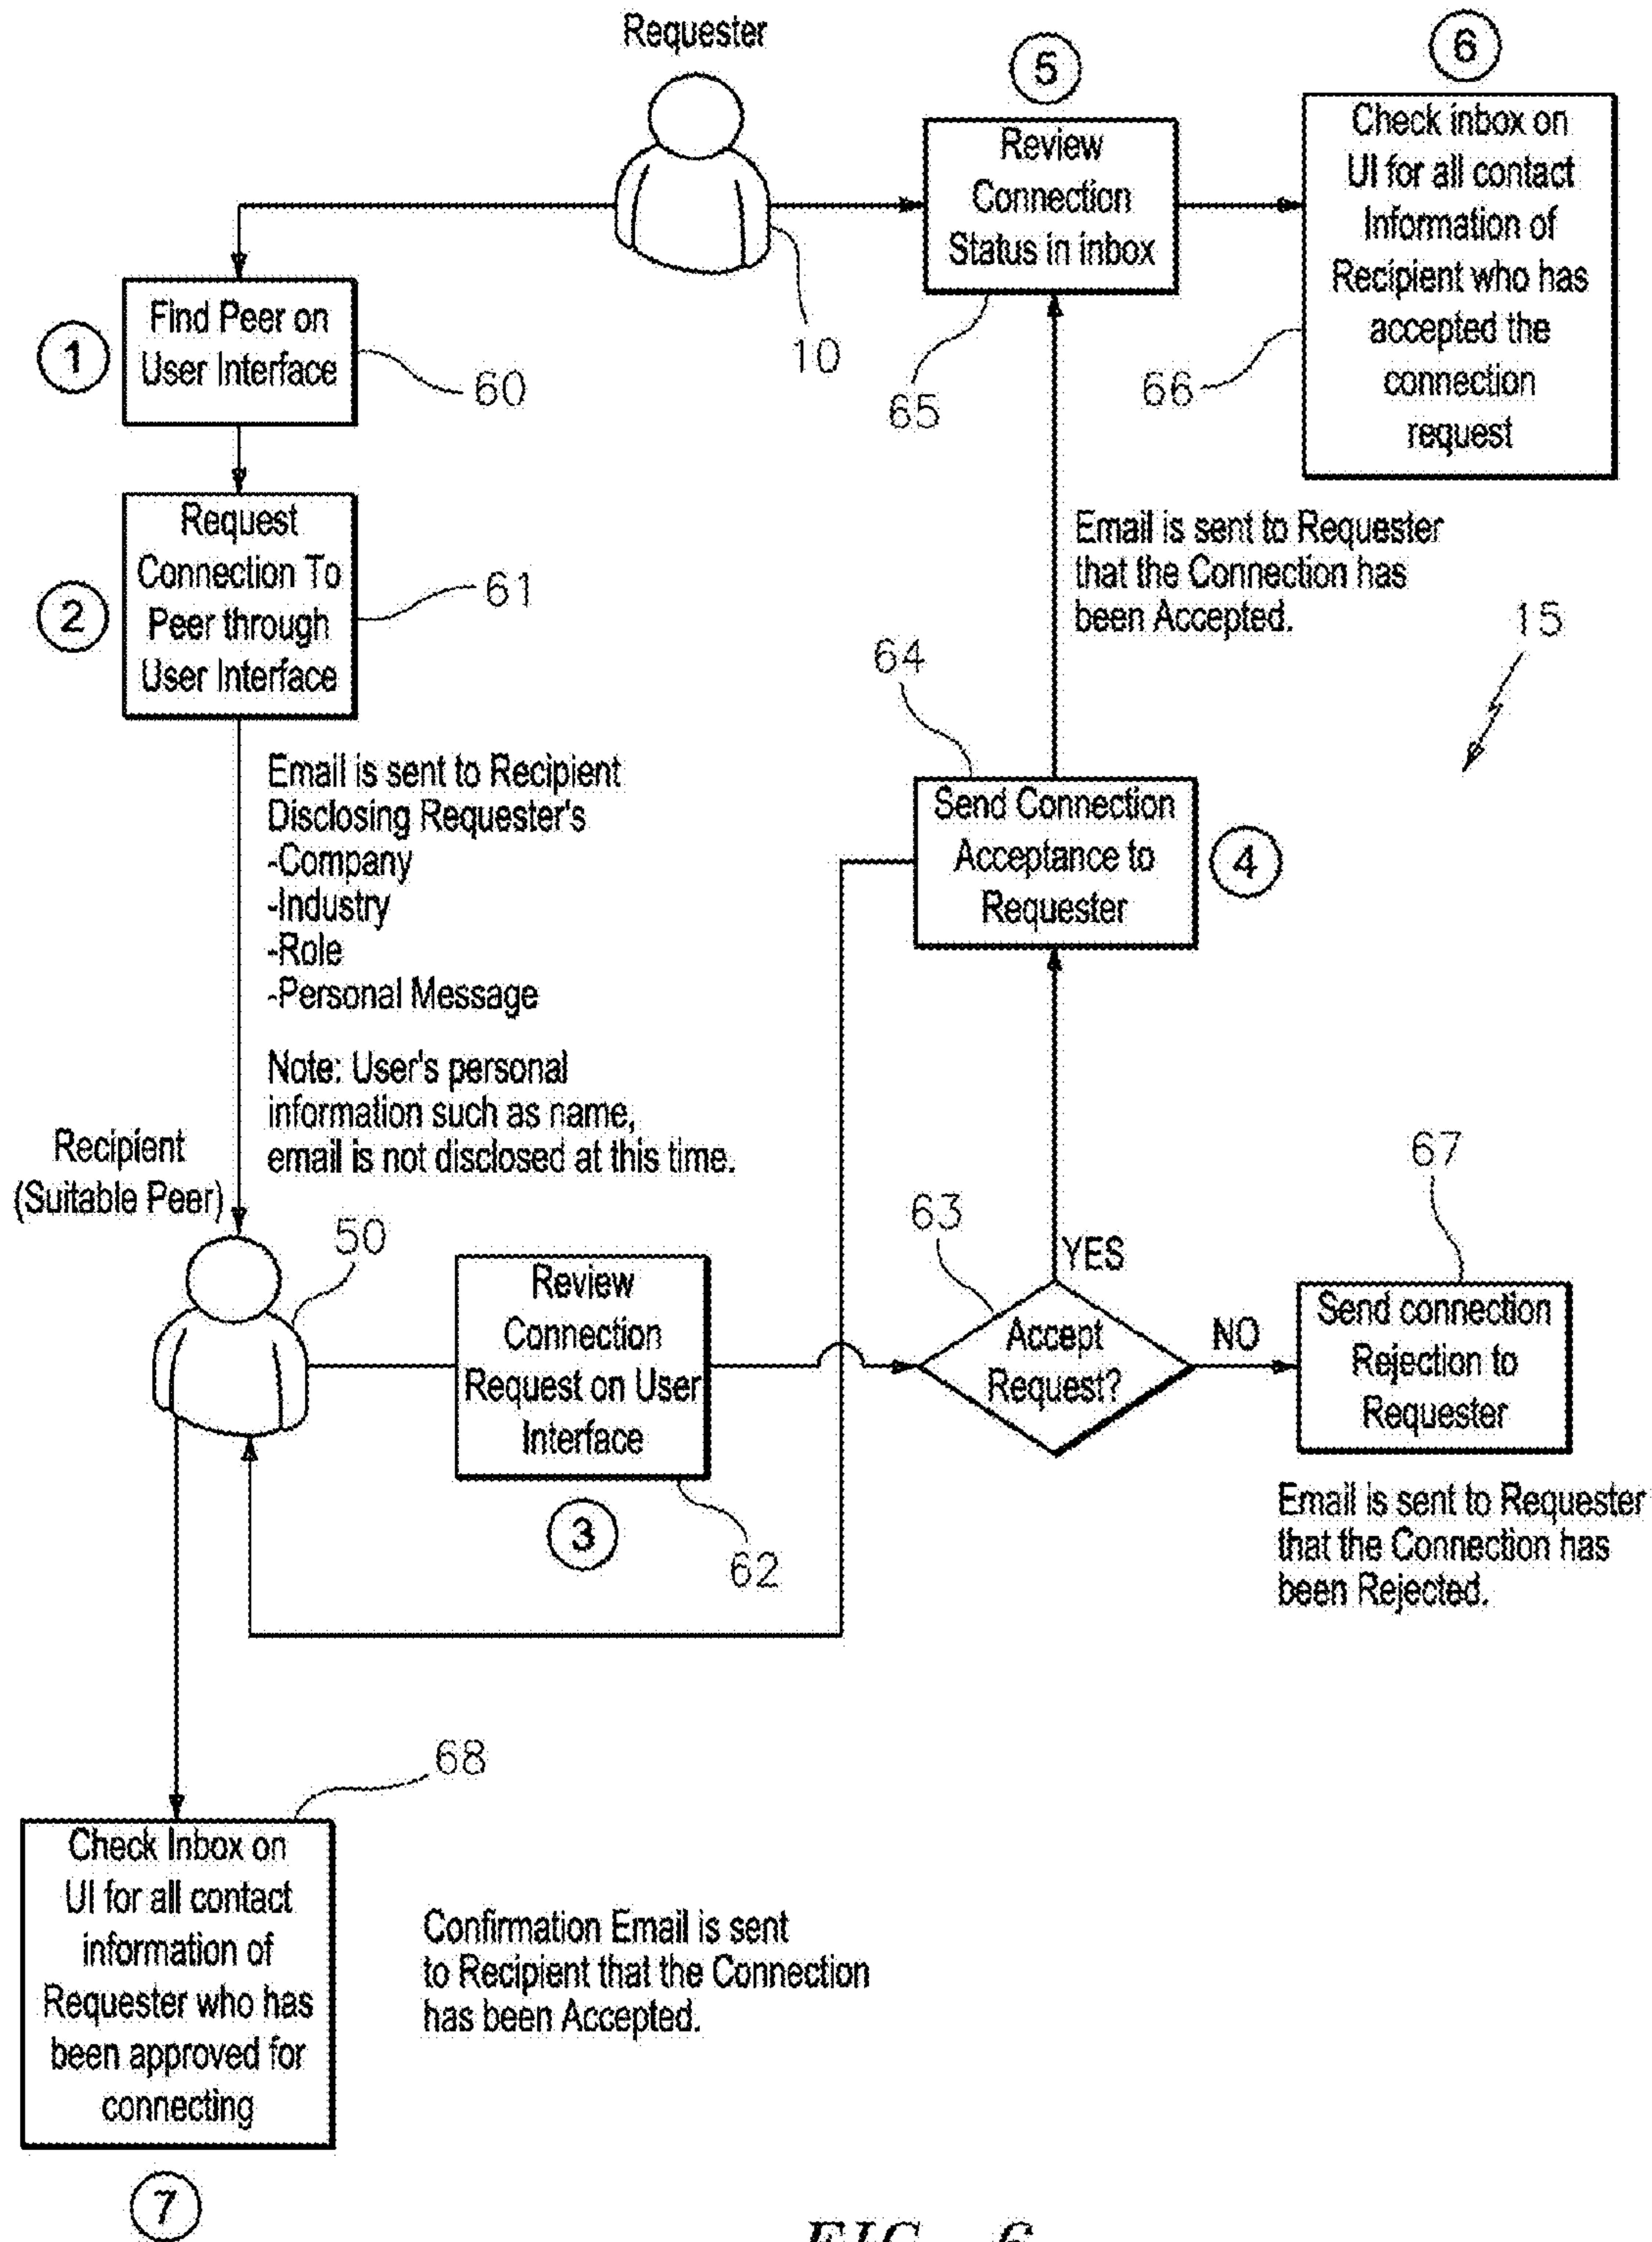 Requester
10
1
Find Peer on
User Interface
60
2
Request
Connection To
Peer through
User Interface
61
5
Review
Connection
Status in inbox
65
6
Check inbox on
UI for all contact
Information of
Recipient who has
accepted the
connection
request
66
Email is sent to Requester
that the Connection has
been Accepted.
15
64
Send Connection
Acceptance to
Requester
4
Email is sent to Recipient
Disclosing Requester's
-Company
-Industry
-Role
-Personal Message
Note: User's personal
information such as name,
email is not disclosed at this time.
Recipient
(Suitable Peer)
50
Review
Connection
Request on User
Interface
3
62
63
YES
Accept
Request?
NO
67
Send connection
Rejection to
Requester
Email is sent to Requester
that the Connection has
been Rejected.
68
Check Inbox on
UI for all contact
information of
Requester who has
been approved for
connecting
7
Confirmation Email is sent
to Recipient that the Connection
has been Accepted.
FIG. 6